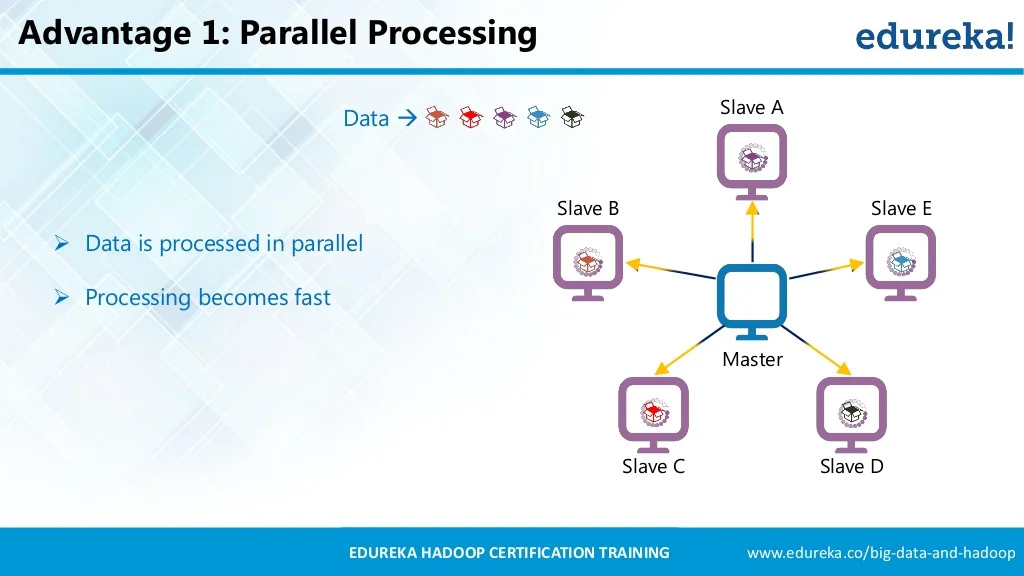 Advantage 1: Parallel Processing
edureka!
Data →
Slave A
Slave B
Slave E
➢ Data is processed in parallel
➢ Processing becomes fast
Master
Slave C
Slave D
EDUREKA HADOOP CERTIFICATION TRAINING
www.edureka.co/big-data-and-hadoop